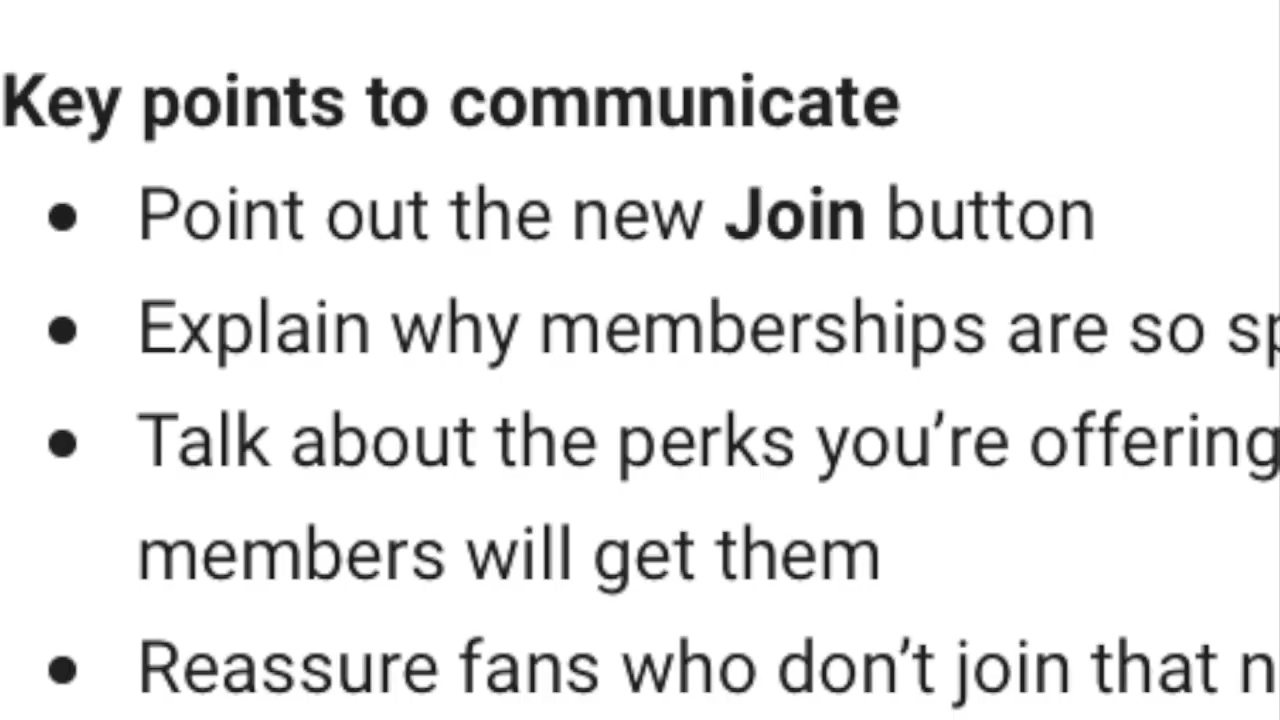 Key points to communicate
Point out the new Join button
Explain why memberships are so
Talk about the perks you’re offering
members will get them
Reassure fans who don’t join that